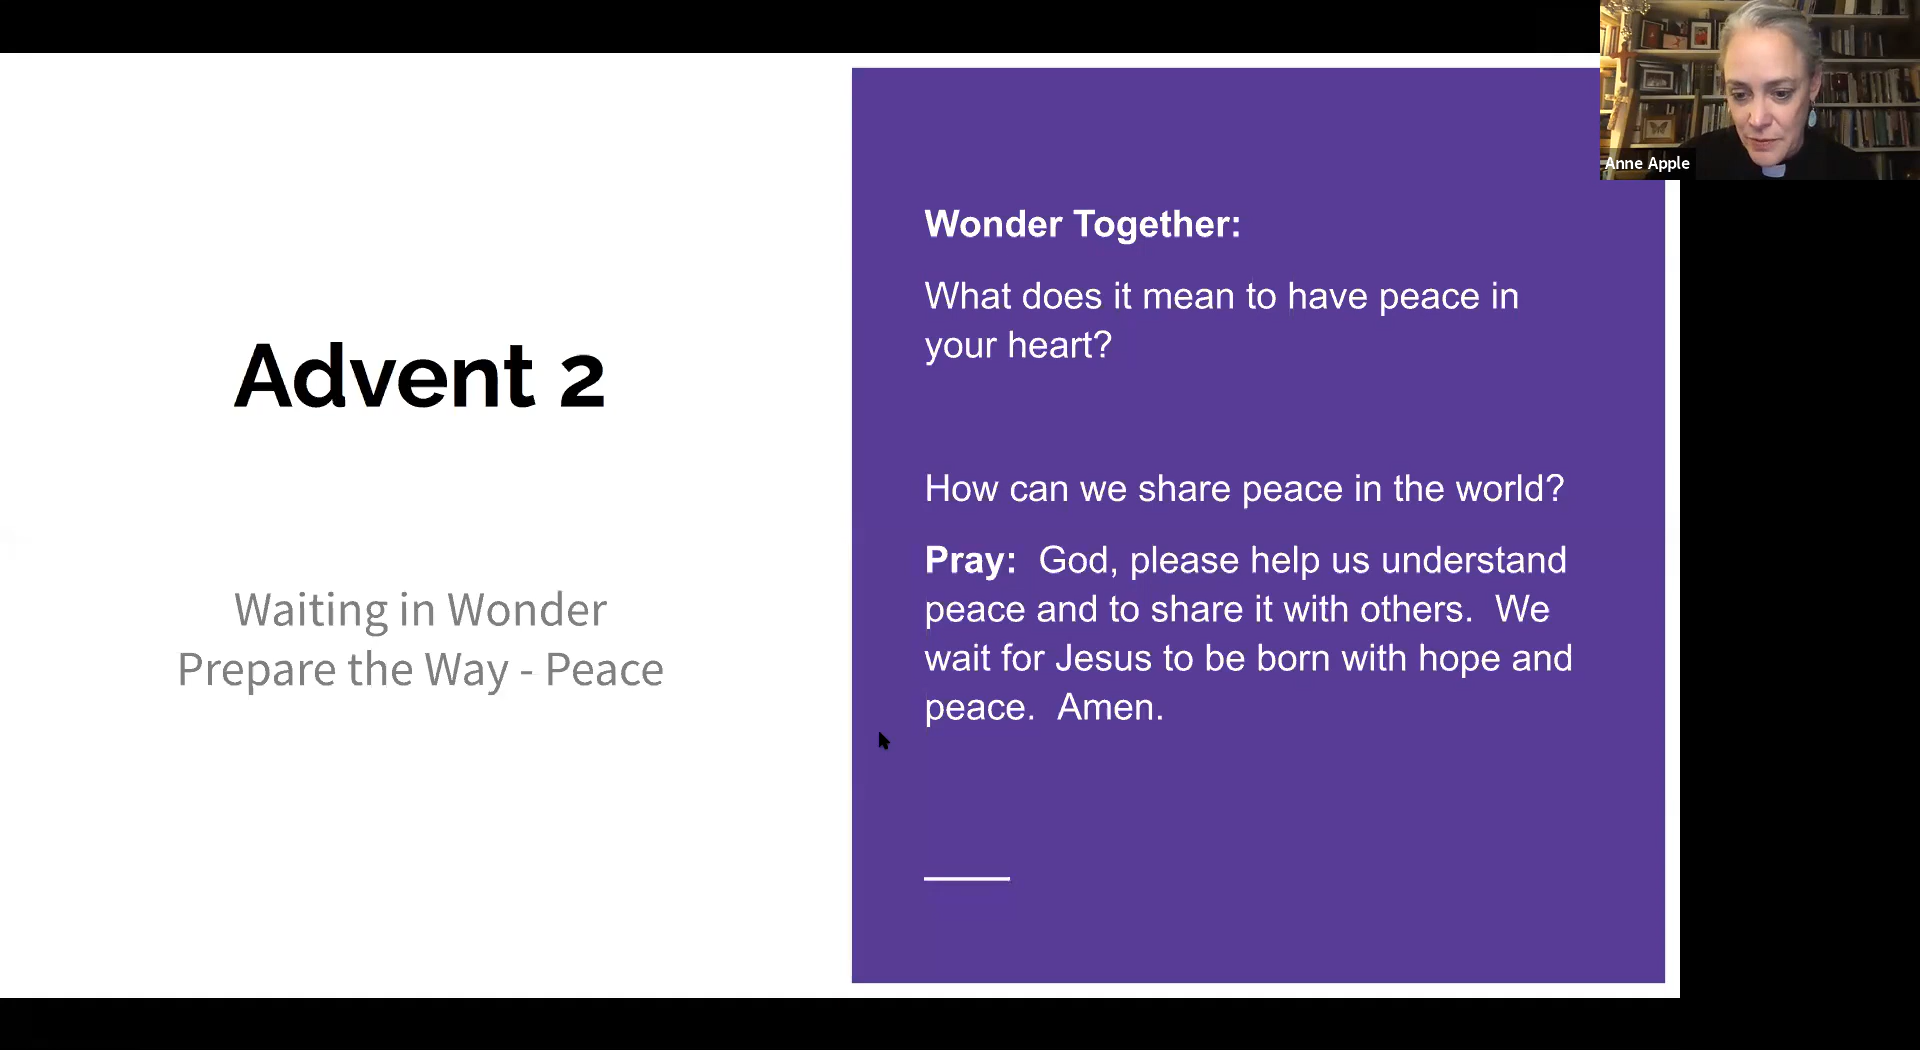 Anne Apple
Advent 2
Waiting in Wonder
Prepare the Way - Peace
Wonder Together:
What does it mean to have peace in
your heart?
How can we share peace in the world?
Pray:  God, please help us understand
peace and to share it with others.  We
wait for Jesus to be born with hope and
peace.  Amen.